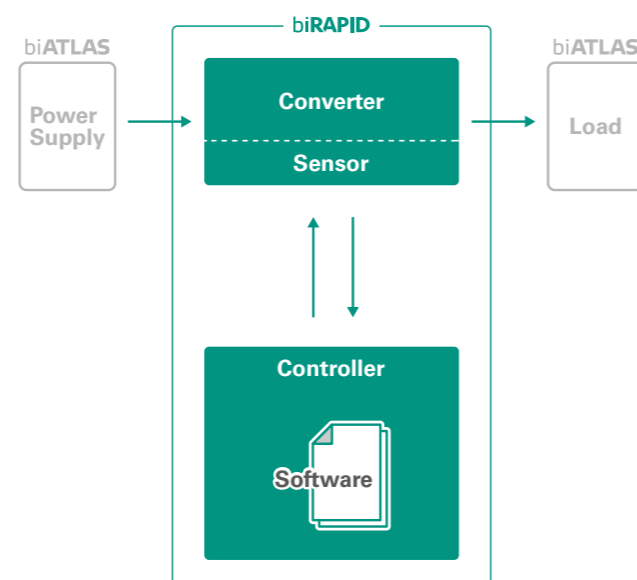 biRAPID
biATLAS
biATLAS
Power
Supply
Converter
Sensor
Load
Controller
Software